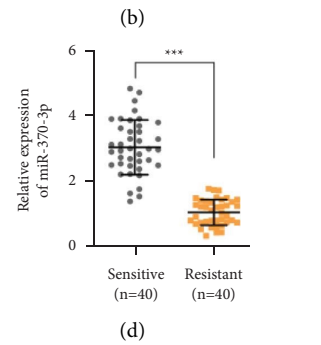 (b)
Relative expression
of miR-370-3p
6
4
2
0
***
Sensitive
(n=40)
Resistant
(n=40)
(d)